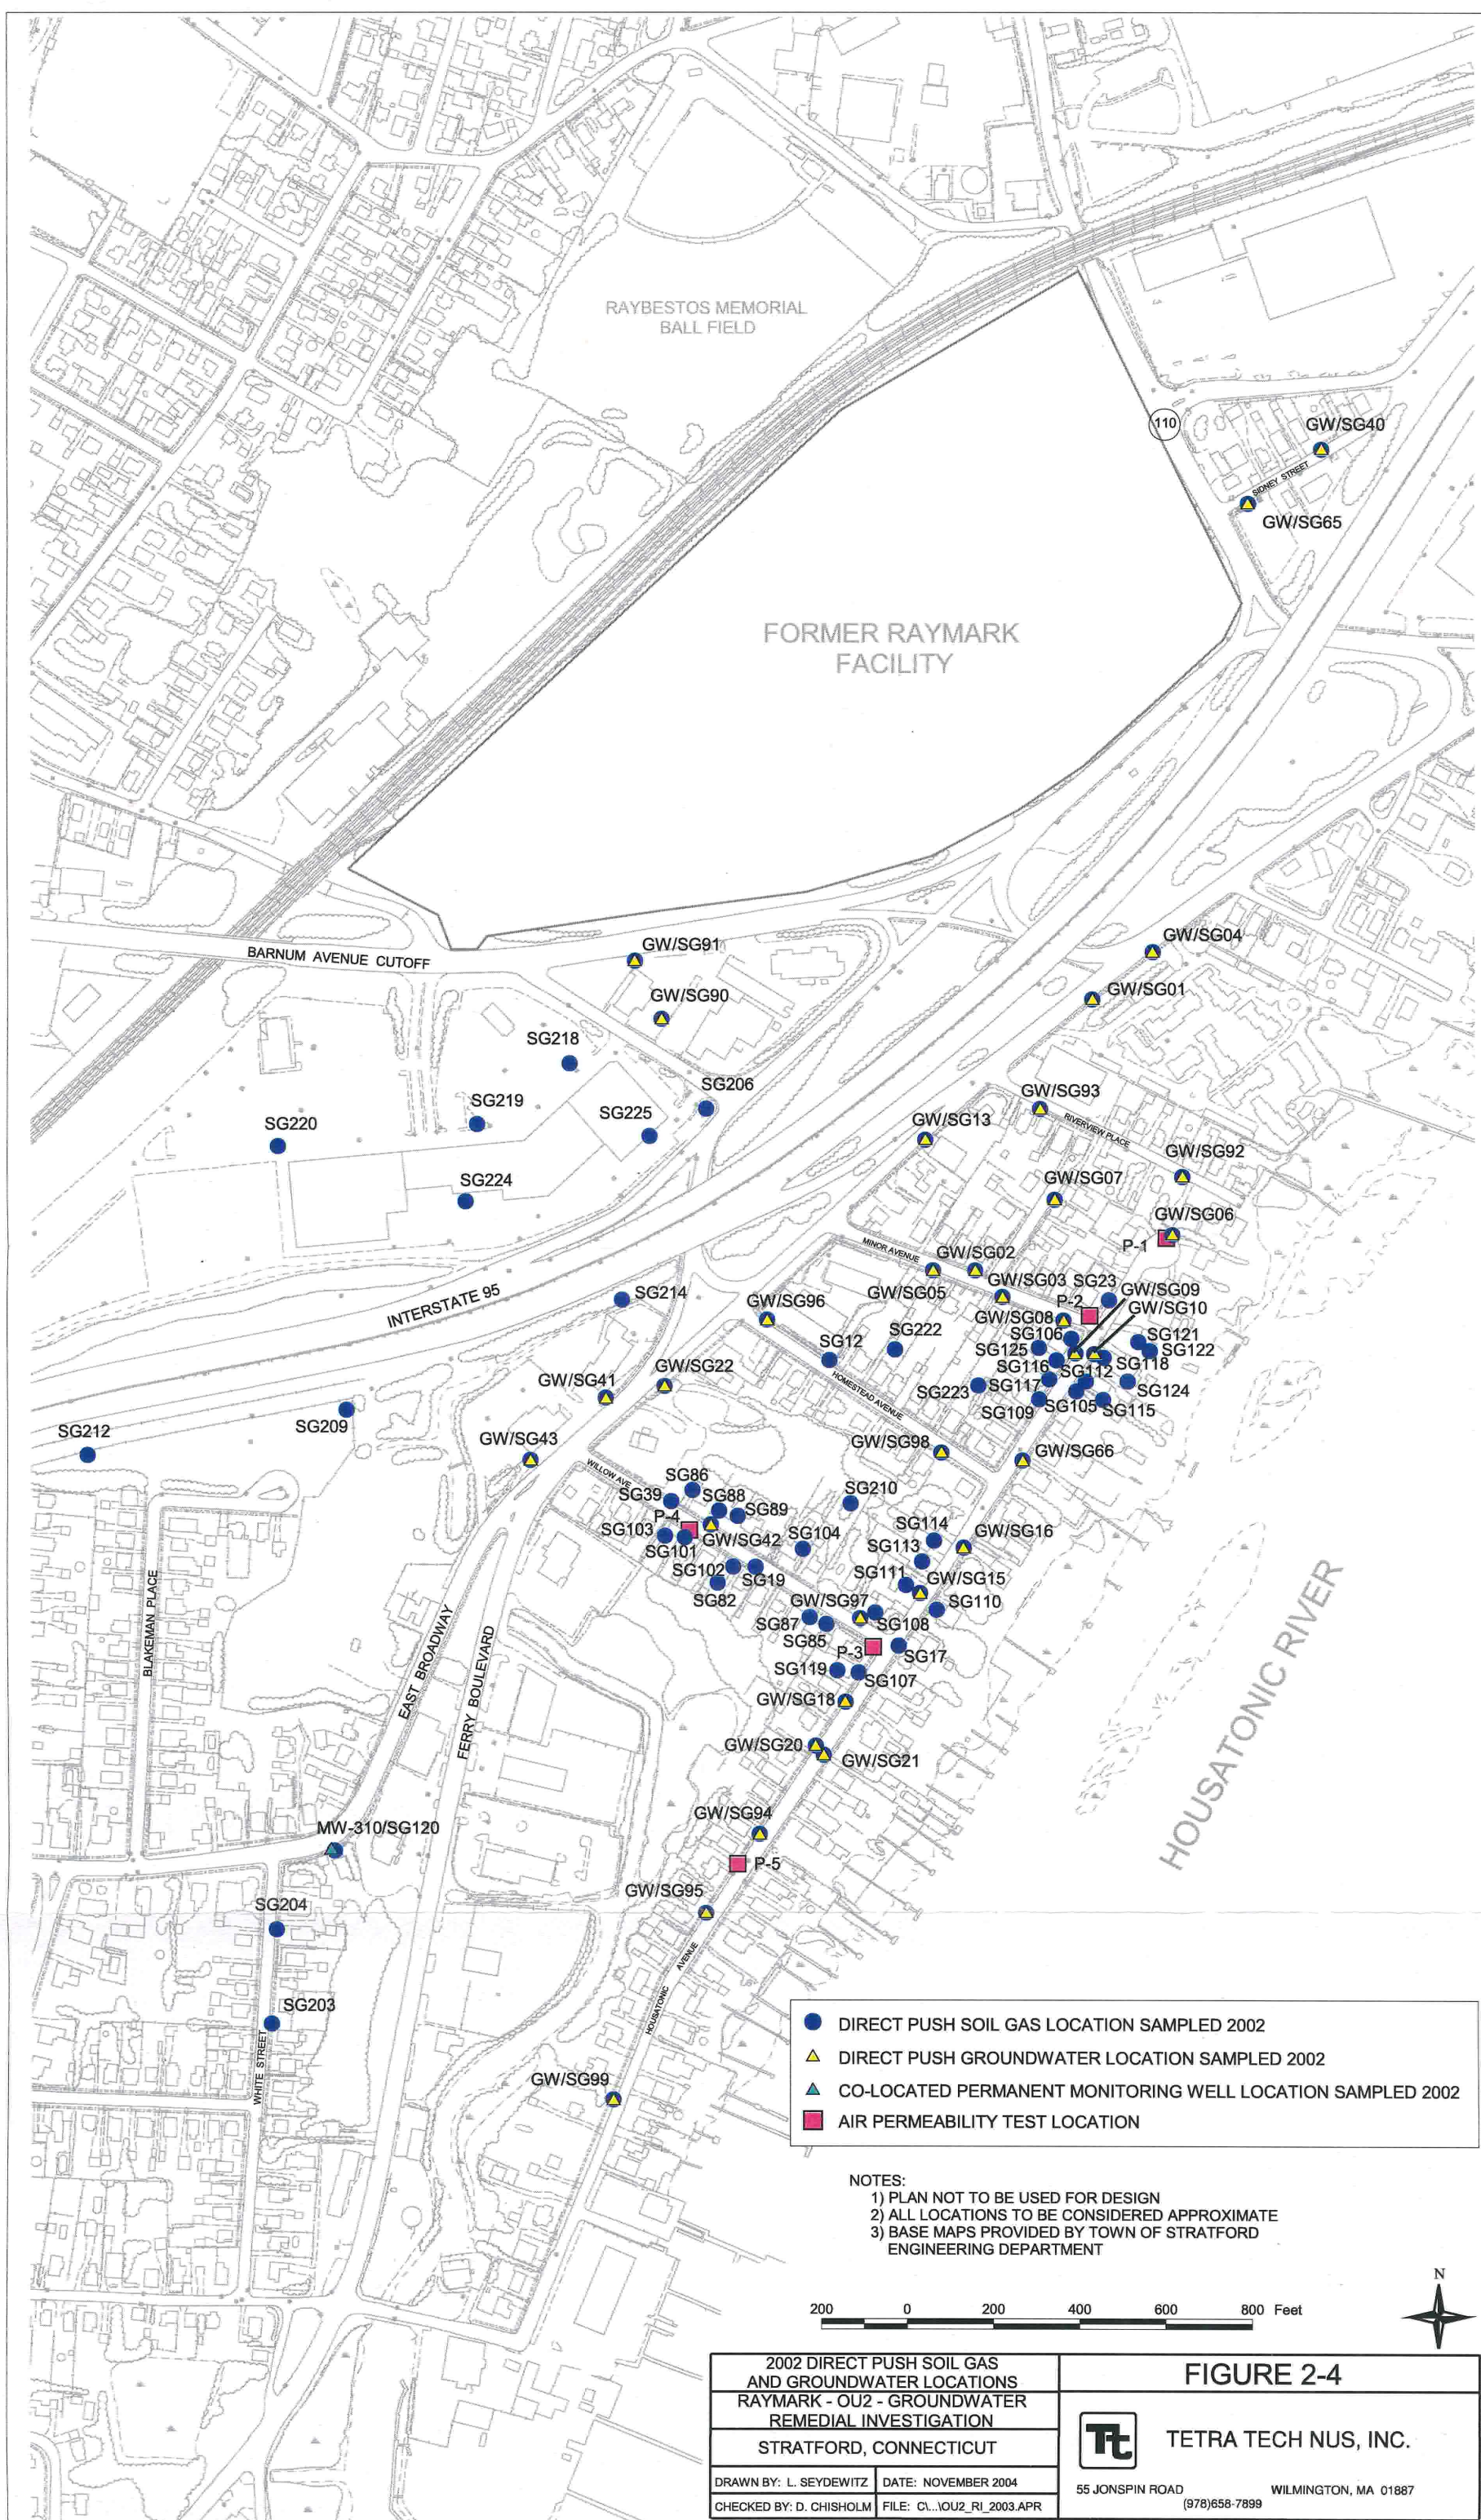 RAYBESTOS MEMORIAL
BALL FIELD
110
GW/SG40
SIDNEY STREET
GW/SG65
FORMER RAYMARK
FACILITY
BARNUM AVENUE CUTOFF
GW/SG91
GW/SG04
GW/SG01
GW/SG90
SG218
SG206
GW/SG93
SG219
SG225
RIVERVIEW PLACE
SG220
GW/SG13
GW/SG92
SG224
GW/SG07
GW/SG06
P-1
MINOR AVENUE
GW/SG02
INTERSTATE 95
SG214
GW/SG05
GW/SG03
SG23
GW/SG09
GW/SG96
P-2
GW/SG10
GW/SG08
SG12
SG222
SG106
SG121
SG125
SG122
GW/SG22
SG116
SG118
GW/SG41
SG112
HOMESTEAD AVENUE
SG223
SG117
SG124
SG109
SG105
SG115
SG209
SG212
GW/SG43
GW/SG98
GW/SG66
WILLOW AVE
SG86
SG39
SG88
SG210
P-4
SG89
SG103
GW/SG42
SG104
SG114
GW/SG16
SG101
SG113
SG102
SG19
SG111
GW/SG15
SG82
GW/SG97
SG110
SG87
SG108
SG85
P-3
SG17
SG119
SG107
BLAKEMAN PLACE
EAST BROADWAY
FERRY BOULEVARD
HOUSATONIC RIVER
GW/SG18
GW/SG20
GW/SG21
GW/SG94
MW-310/SG120
P-5
GW/SG95
SG204
HOUSATONIC AVENUE
SG203
WHITE STREET
GW/SG99
DIRECT PUSH SOIL GAS LOCATION SAMPLED 2002
DIRECT PUSH GROUNDWATER LOCATION SAMPLED 2002
CO-LOCATED PERMANENT MONITORING WELL LOCATION SAMPLED 2002
AIR PERMEABILITY TEST LOCATION
NOTES:
1) PLAN NOT TO BE USED FOR DESIGN
2) ALL LOCATIONS TO BE CONSIDERED APPROXIMATE
3) BASE MAPS PROVIDED BY TOWN OF STRATFORD
ENGINEERING DEPARTMENT
N
200 0 200 400 600 800 Feet
2002 DIRECT PUSH SOIL GAS
AND GROUNDWATER LOCATIONS
RAYMARK - OU2 - GROUNDWATER
REMEDIAL INVESTIGATION
STRATFORD, CONNECTICUT
DRAWN BY: L. SEYDEWITZ
DATE: NOVEMBER 2004
CHECKED BY: D. CHISHOLM
FILE: C\...\OU2_RI_2003.APR
FIGURE 2-4
Tt
TETRA TECH NUS, INC.
55 JONSPIN ROAD
WILMINGTON, MA 01887
(978)658-7899